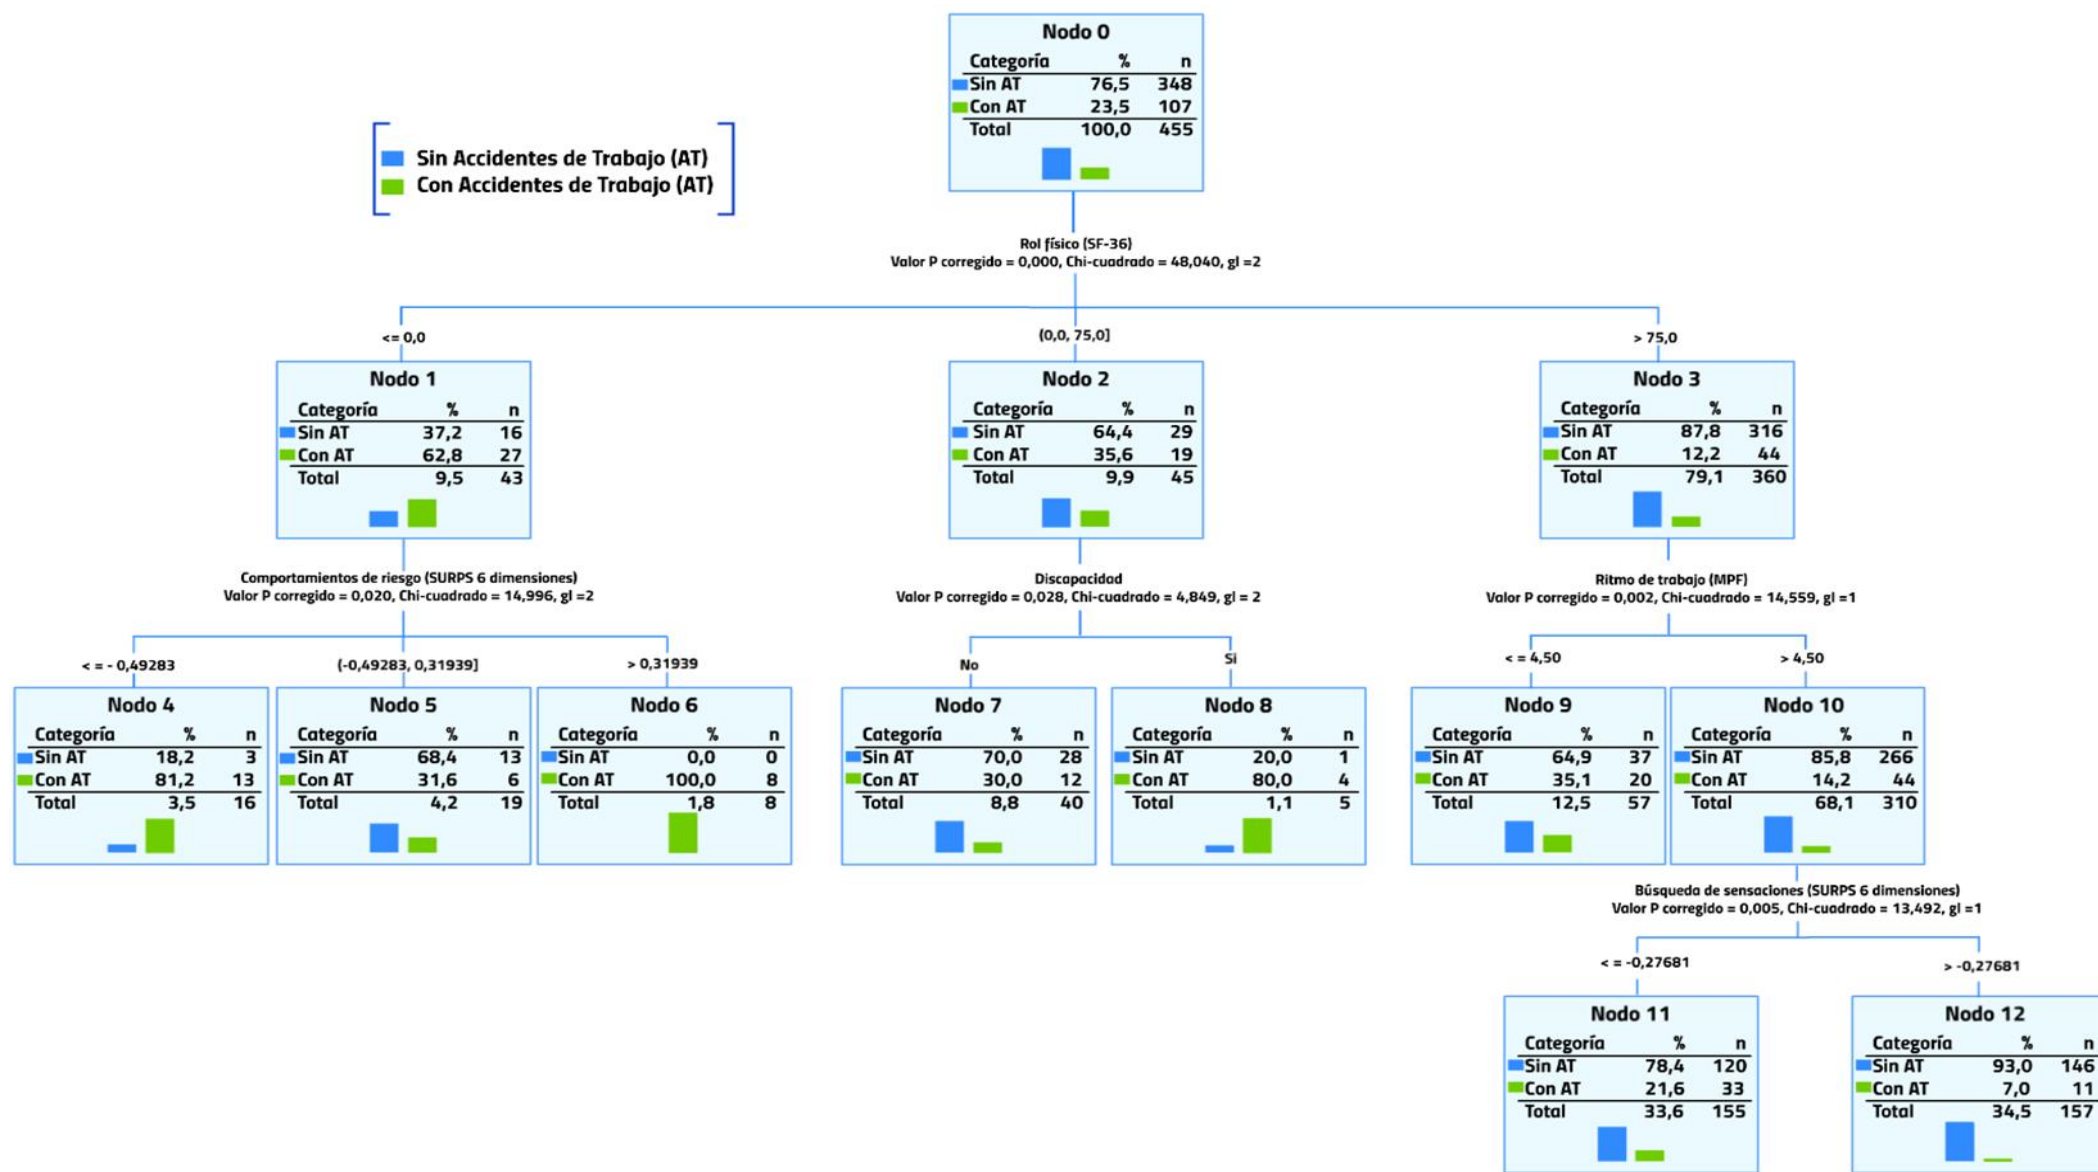 Nodo 0
Categoría % n
Sin AT 76,5 348
Con AT 23,5 107
Total 100,0 455
Sin Accidentes de Trabajo (AT)
Con Accidentes de Trabajo (AT)
Rol físico (SF-36)
Valor P corregido = 0,000, Chi-cuadrado = 48,040, gl =2
<= 0,0
(0,0, 75,0]
> 75,0
Nodo 1
Categoría % n
Sin AT 37,2 16
Con AT 62,8 27
Total 9,5 43
Nodo 2
Categoría % n
Sin AT 64,4 29
Con AT 35,6 19
Total 9,9 45
Nodo 3
Categoría % n
Sin AT 87,8 316
Con AT 12,2 44
Total 79,1 360
Comportamientos de riesgo (SURPS 6 dimensiones)
Valor P corregido = 0,020, Chi-cuadrado = 14,996, gl =2
Discapacidad
Valor P corregido = 0,028, Chi-cuadrado = 4,849, gl = 2
Ritmo de trabajo (MPF)
Valor P corregido = 0,002, Chi-cuadrado = 14,559, gl =1
< = - 0,49283
(-0,49283, 0,31939]
> 0,31939
No
Si
< = 4,50
> 4,50
Nodo 4
Categoría % n
Sin AT 18,2 3
Con AT 81,2 13
Total 3,5 16
Nodo 5
Categoría % n
Sin AT 68,4 13
Con AT 31,6 6
Total 4,2 19
Nodo 6
Categoría % n
Sin AT 0,0 0
Con AT 100,0 8
Total 1,8 8
Nodo 7
Categoría % n
Sin AT 70,0 28
Con AT 30,0 12
Total 8,8 40
Nodo 8
Categoría % n
Sin AT 20,0 1
Con AT 80,0 4
Total 1,1 5
Nodo 9
Categoría % n
Sin AT 64,9 37
Con AT 35,1 20
Total 12,5 57
Nodo 10
Categoría % n
Sin AT 85,8 266
Con AT 14,2 44
Total 68,1 310
Búsqueda de sensaciones (SURPS 6 dimensiones)
Valor P corregido = 0,005, Chi-cuadrado = 13,492, gl =1
< = -0,27681
> -0,27681
Nodo 11
Categoría % n
Sin AT 78,4 120
Con AT 21,6 33
Total 33,6 155
Nodo 12
Categoría % n
Sin AT 93,0 146
Con AT 7,0 11
Total 34,5 157